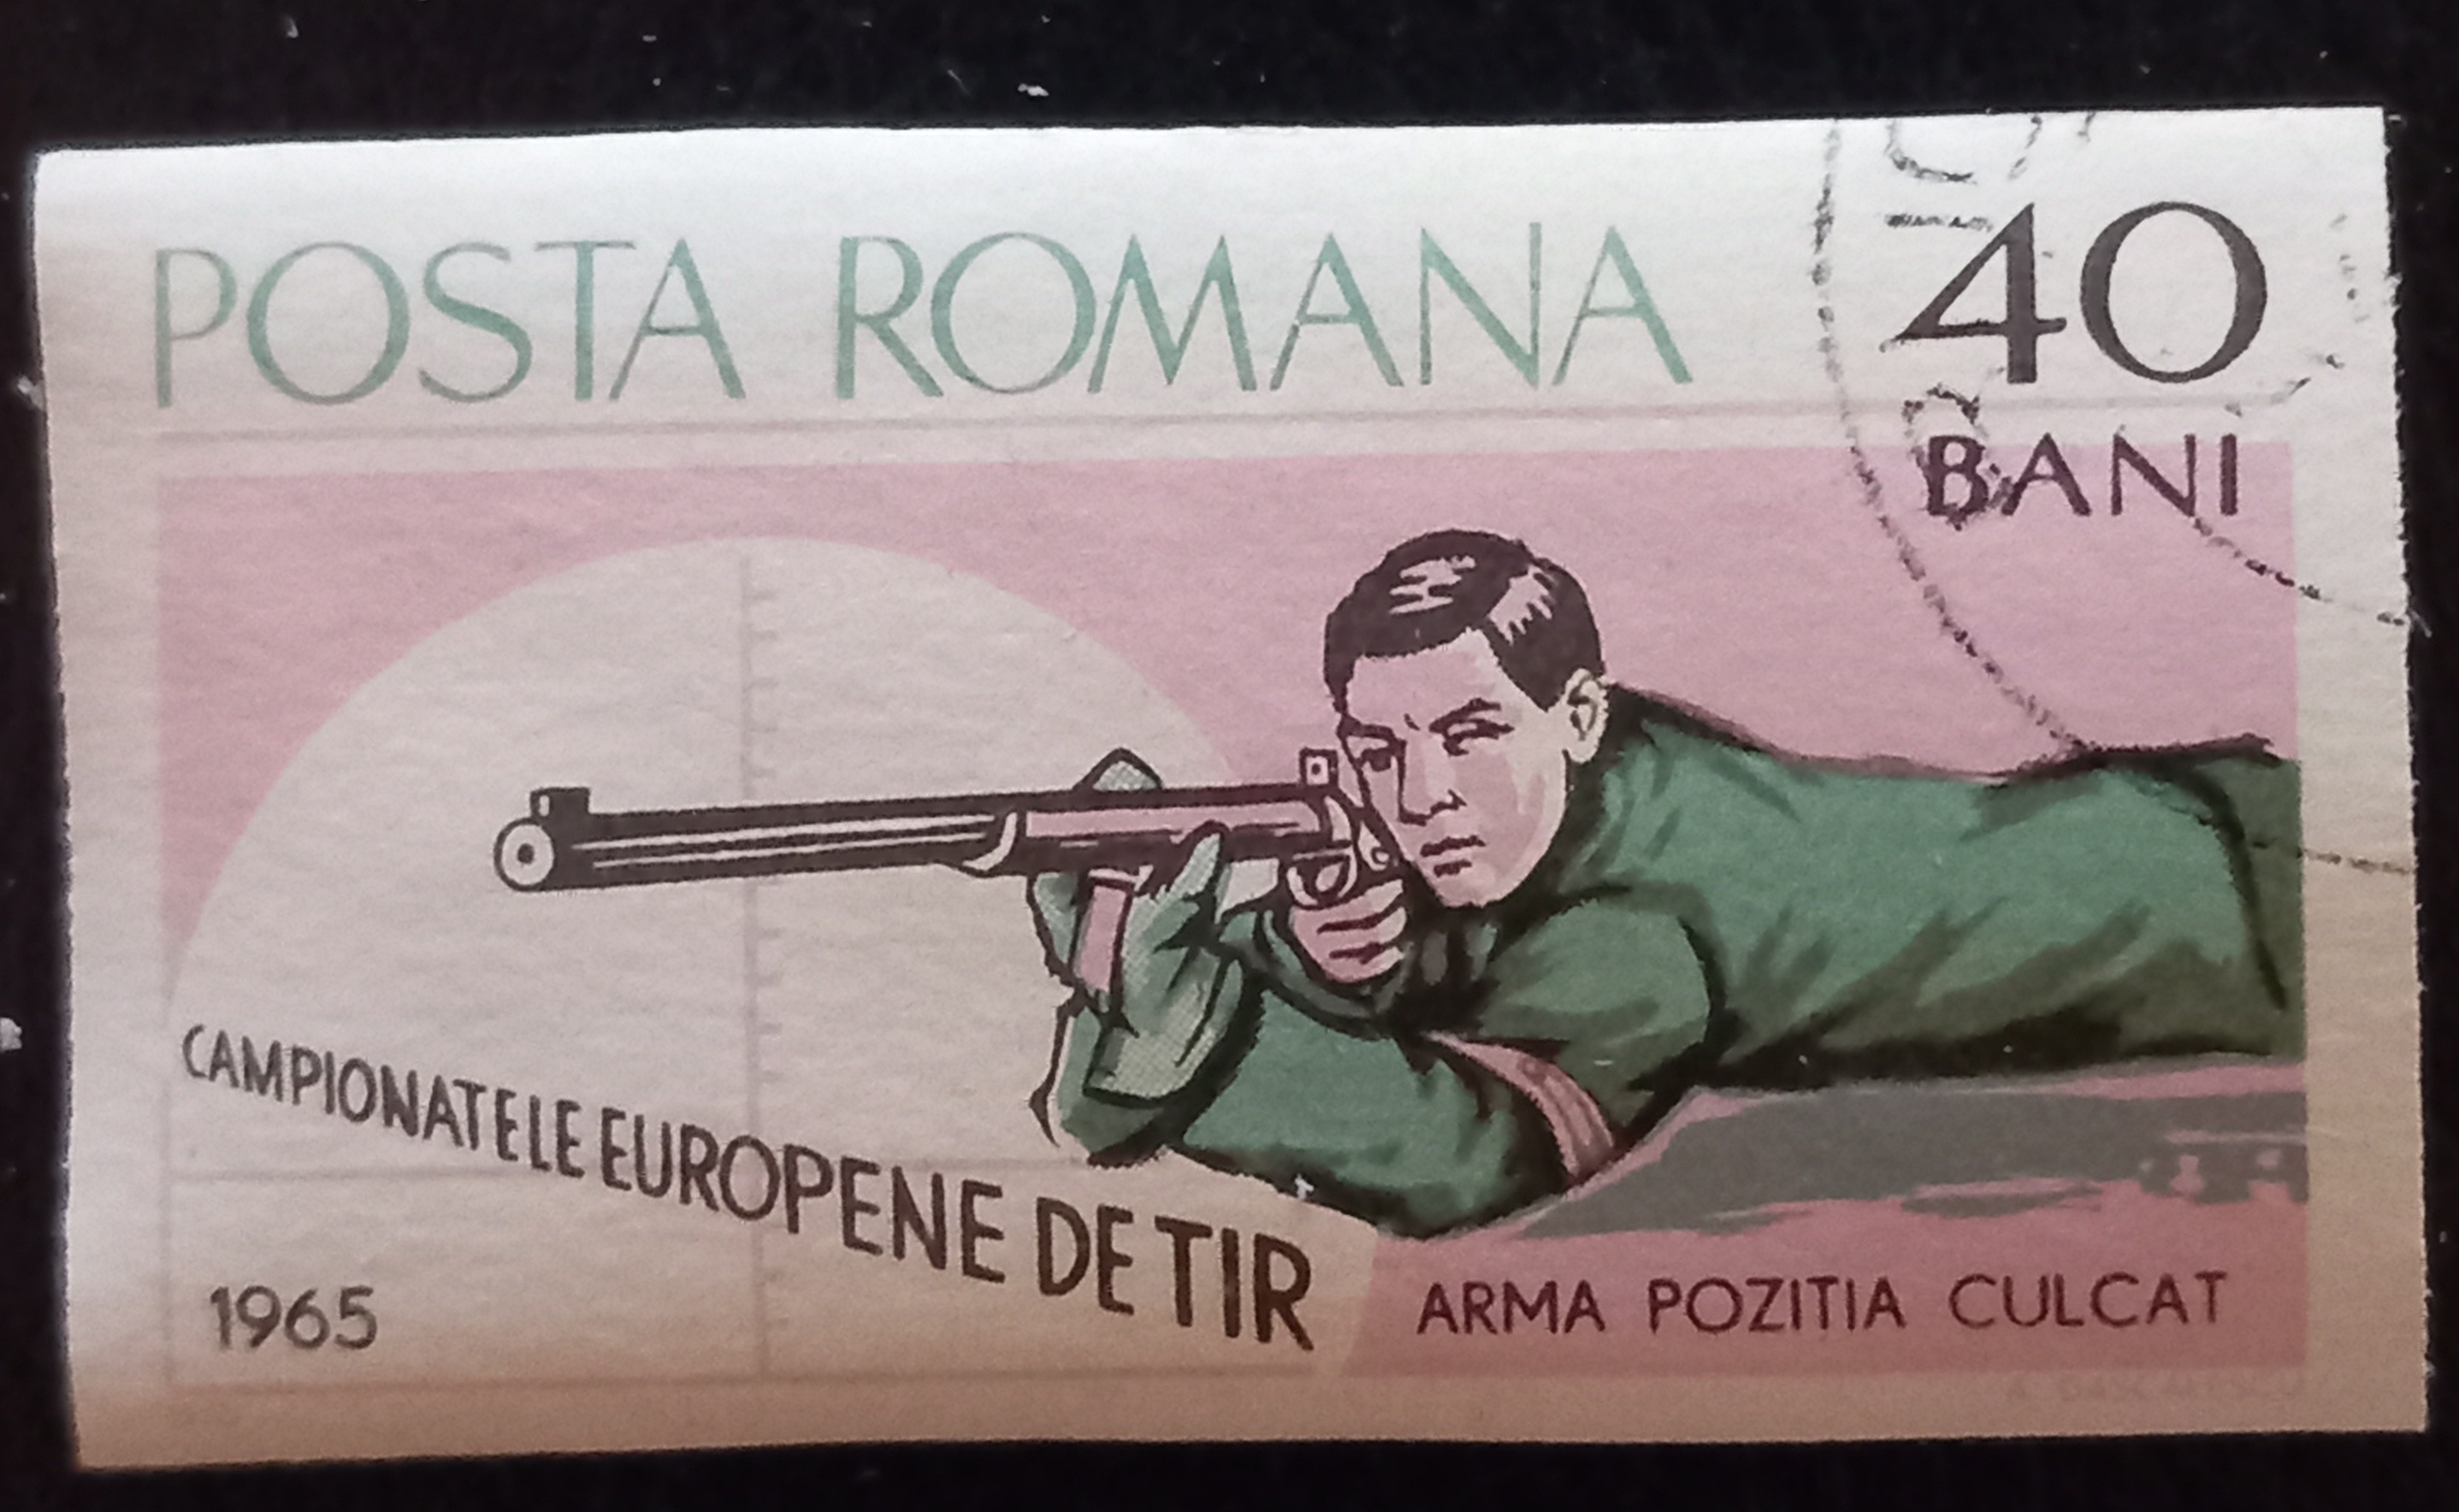 POSTA ROMANA
40
BANI
CAMPIONATELE EUROPENE DE TIR
1965
ARMA POZITIA CULCAT